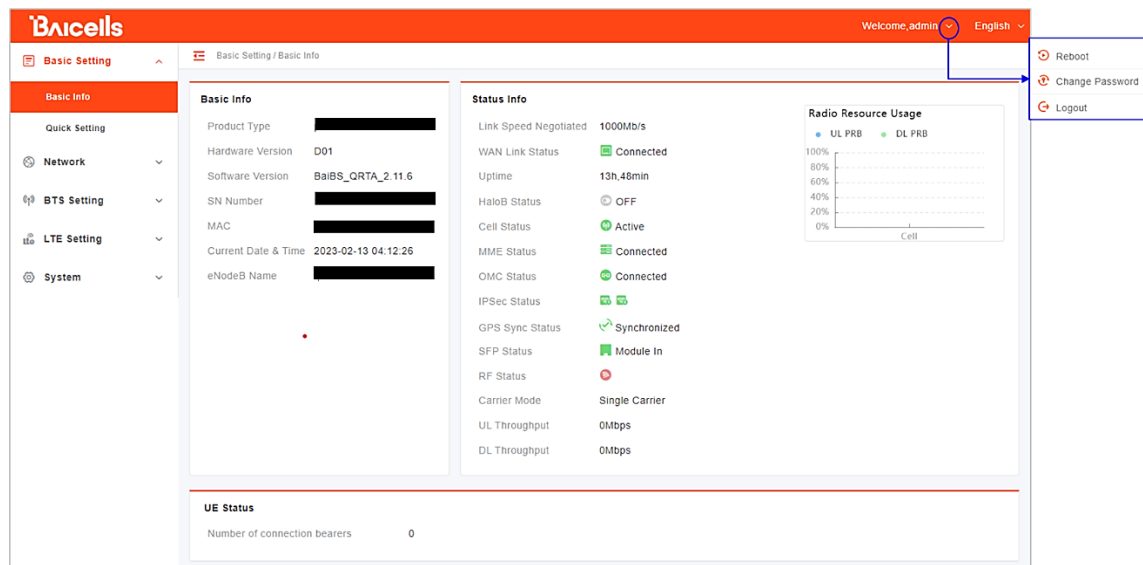 Baicells
Welcome,admin
English
Reboot
Change Password
Logout
Basic Setting
Basic Info
Quick Setting
Network
BTS Setting
LTE Setting
System
Basic Setting / Basic Info
Basic Info
Product Type
Hardware Version D01
Software Version BaiBS_QRTA_2.11.6
SN Number
MAC
Current Date & Time 2023-02-13 04:12:26
eNodeB Name
Status Info
Link Speed Negotiated 1000Mb/s
WAN Link Status Connected
Uptime 13h,48min
HaloB Status OFF
Cell Status Active
MME Status Connected
OMC Status Connected
IPSec Status
GPS Sync Status Synchronized
SFP Status Module In
RF Status
Carrier Mode Single Carrier
UL Throughput 0Mbps
DL Throughput 0Mbps
Radio Resource Usage
UL PRB DL PRB
100%
80%
60%
40%
20%
0%
Cell
UE Status
Number of connection bearers 0